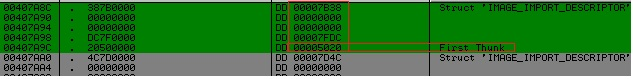 00407A8C . 387B0000 DD 00007B38 Struct 'IMAGE_IMPORT_DESCRIPTOR'
00407A90 . 00000000 DD 00000000
00407A94 . 00000000 DD 00000000
00407A98 . DC7F0000 DD 00007FDC
00407A9C . 20500000 DD 00005020 First Thunk
00407AA0 . 4C7D0000 DD 00007D4C Struct 'IMAGE_IMPORT_DESCRIPTOR'
00407AA4 . 00000000 DD 00000000